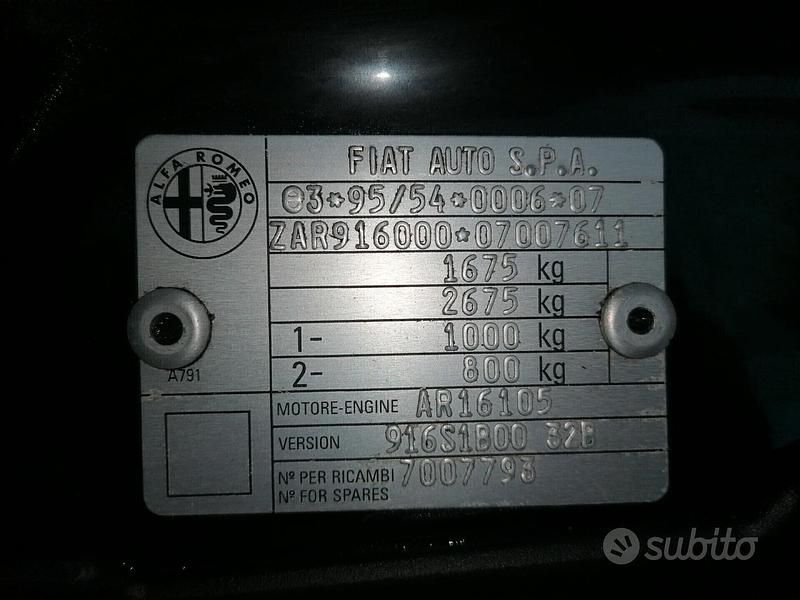 ALFA ROMEO
FIAT AUTO S.P.A.
e3*95/54*0006*07
ZAR916000*07007611
1675 kg
2675 kg
1- 1000 kg
2- 800 kg
A791
MOTORE-ENGINE AR16105
VERSION 916S1B00 32B
Nº PER RICAMBI 7007793
Nº FOR SPARES
subito